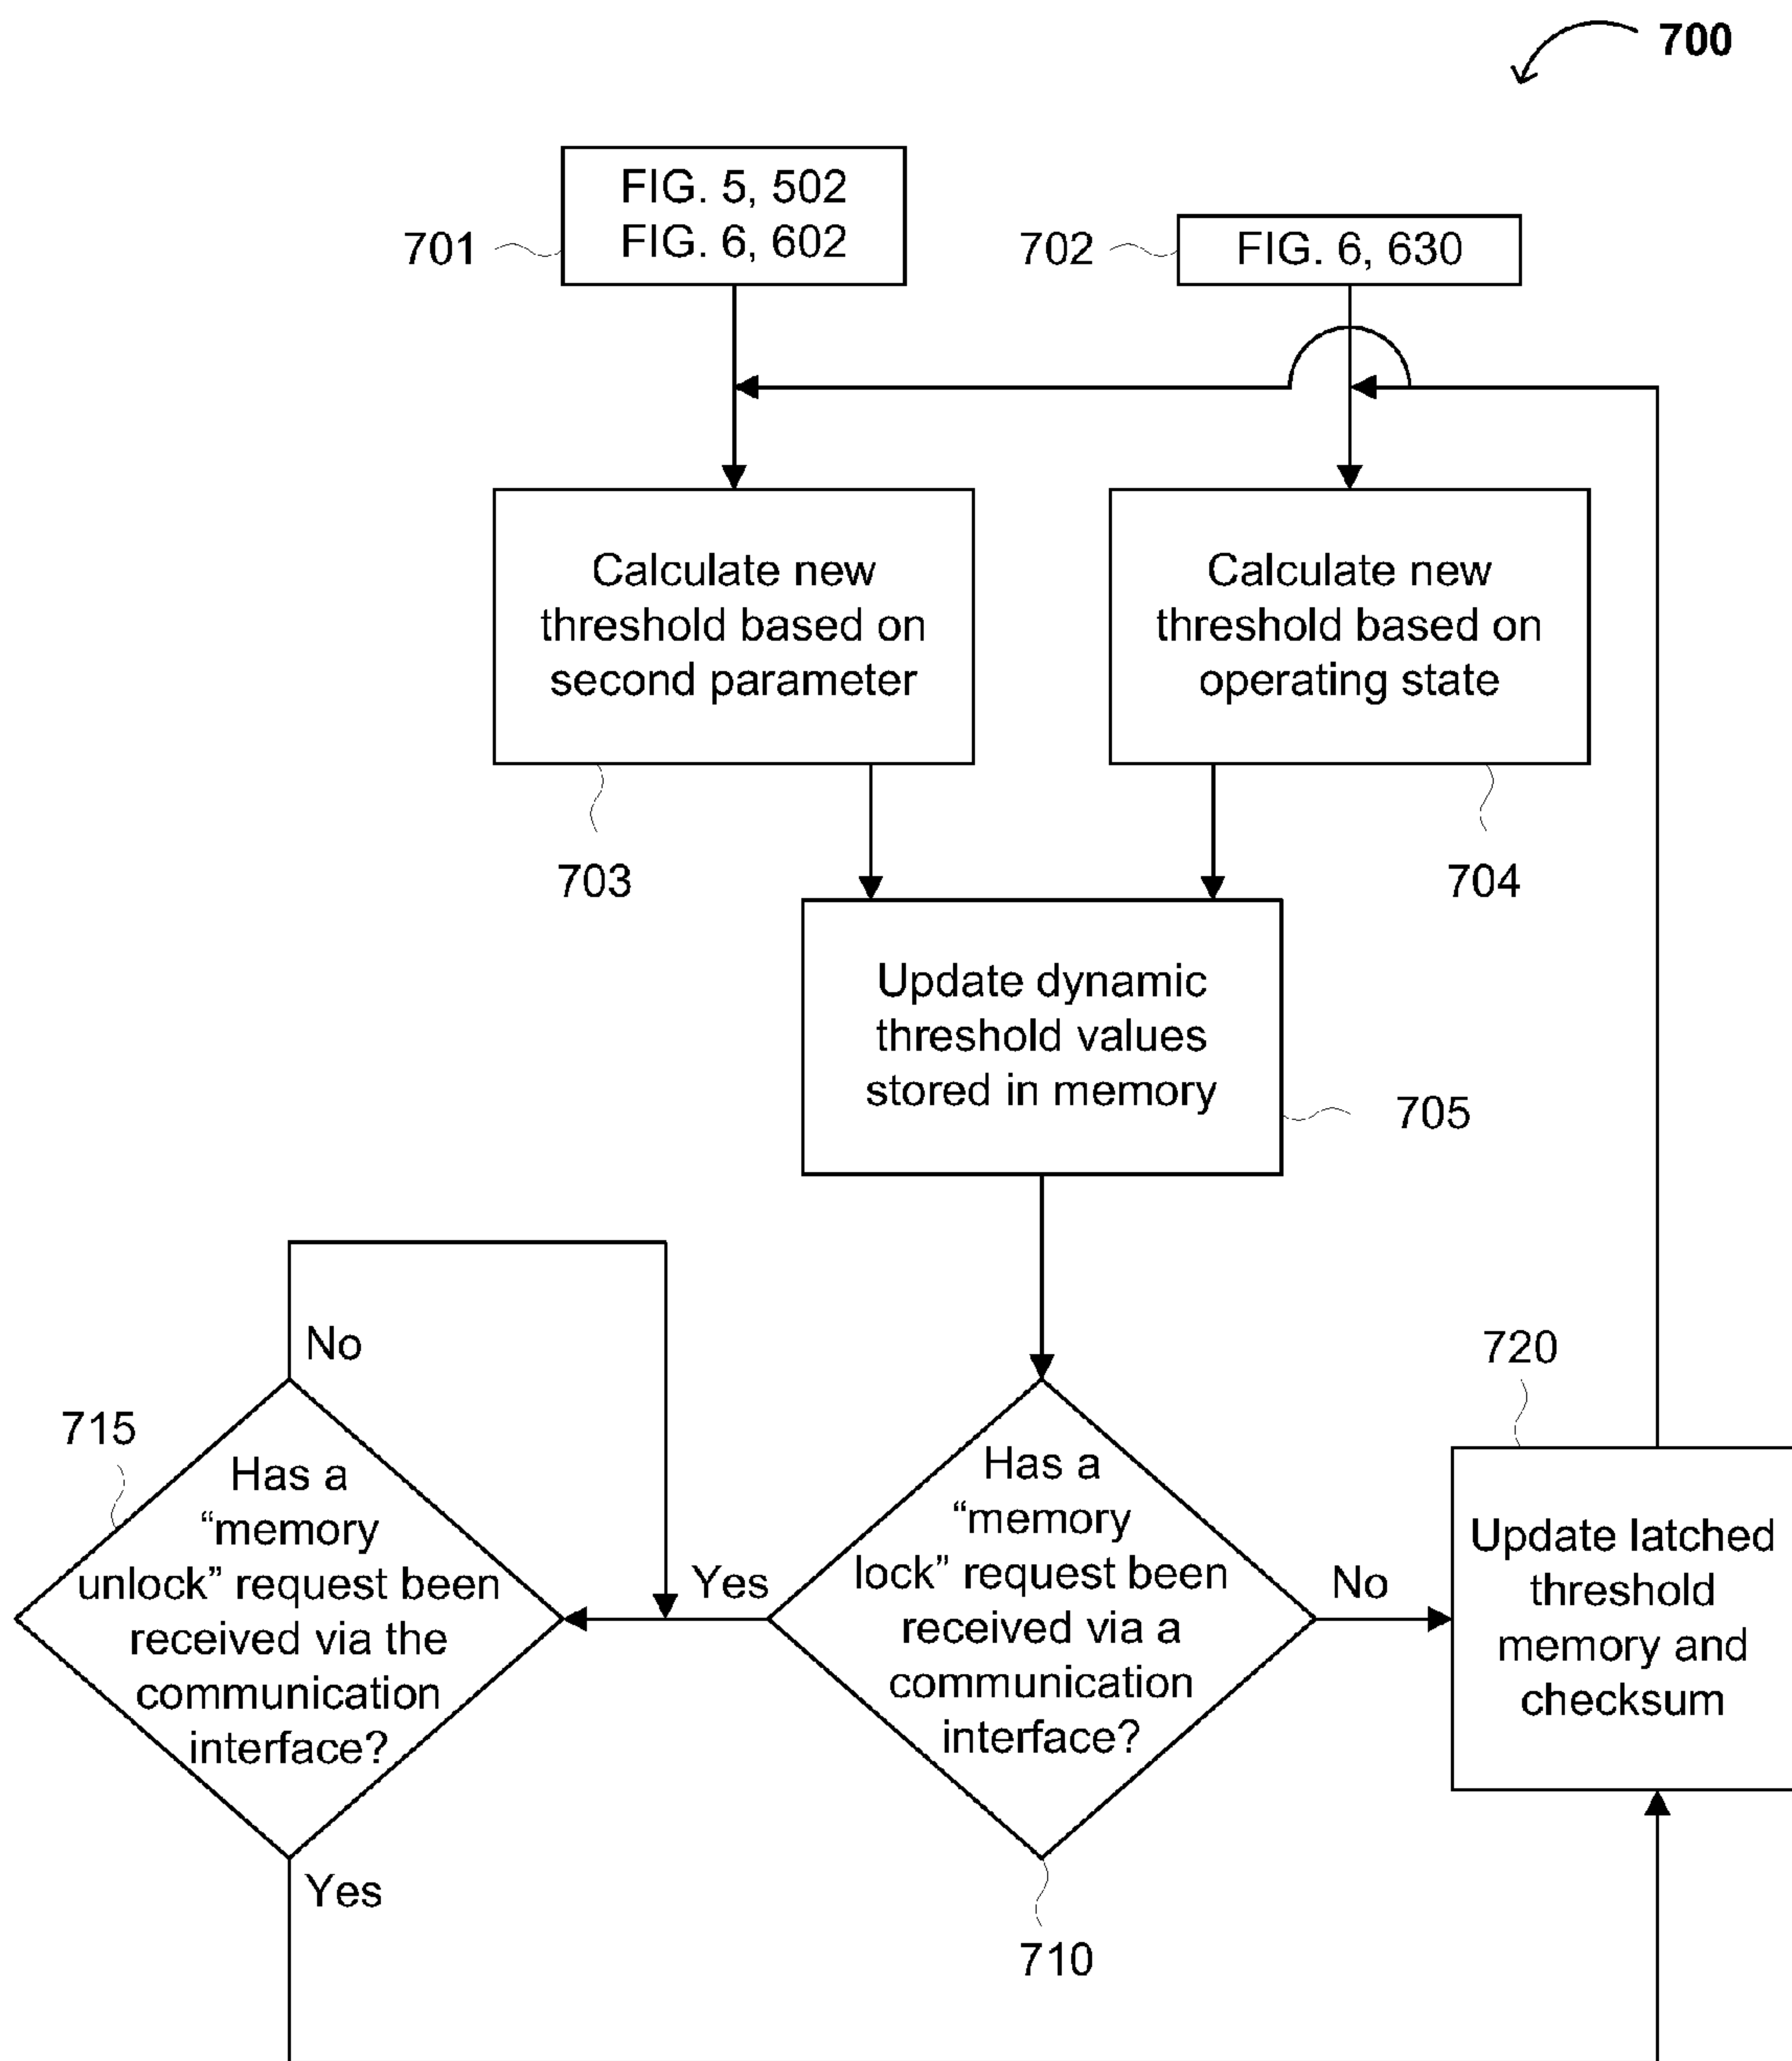 700
FIG. 5, 502
FIG. 6, 602
701
702
FIG. 6, 630
Calculate new
threshold based on
second parameter
Calculate new
threshold based on
operating state
703
704
Update dynamic
threshold values
stored in memory
705
No
715
Has a
“memory
unlock” request been
received via the
communication
interface?
Yes
Yes
Has a
“memory
lock” request been
received via a
communication
interface?
No
710
720
Update latched
threshold
memory and
checksum